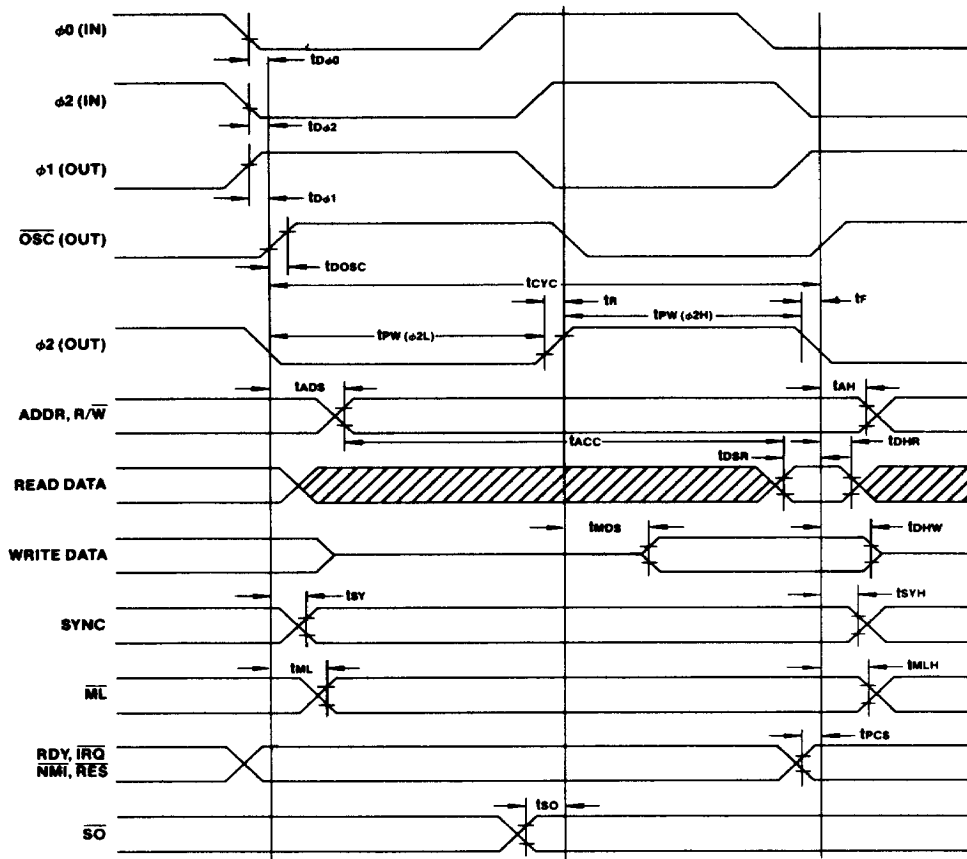 φ0 (IN)
tDφ0
φ2 (IN)
tDφ2
φ1 (OUT)
tDφ1
OSC (OUT)
tDOSC
tCYC
tR
tF
tPW (φ2L)
tPW (φ2H)
φ2 (OUT)
tADS
tAH
ADDR, R/W
tACC
tDHR
tDSR
READ DATA
tMDS
tDHW
WRITE DATA
tSY
tSYH
SYNC
tML
tMLH
ML
RDY, IRQ
NMI, RES
tPCS
tSO
SO